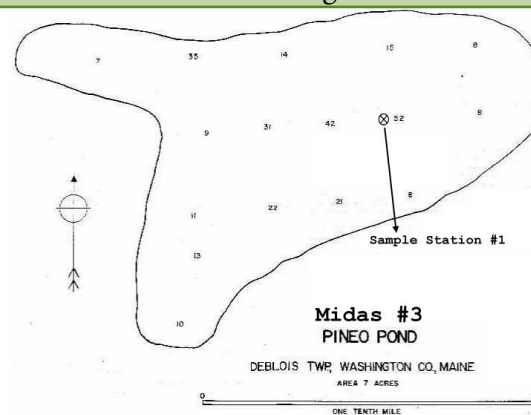 7 35 14 15 8
9 31 42 52 8
11 22 21 8
13
Sample Station #1
10
Midas #3
PINEO POND
DEBLOIS TWP, WASHINGTON CO, MAINE
AREA 7 ACRES
0
ONE TENTH MILE